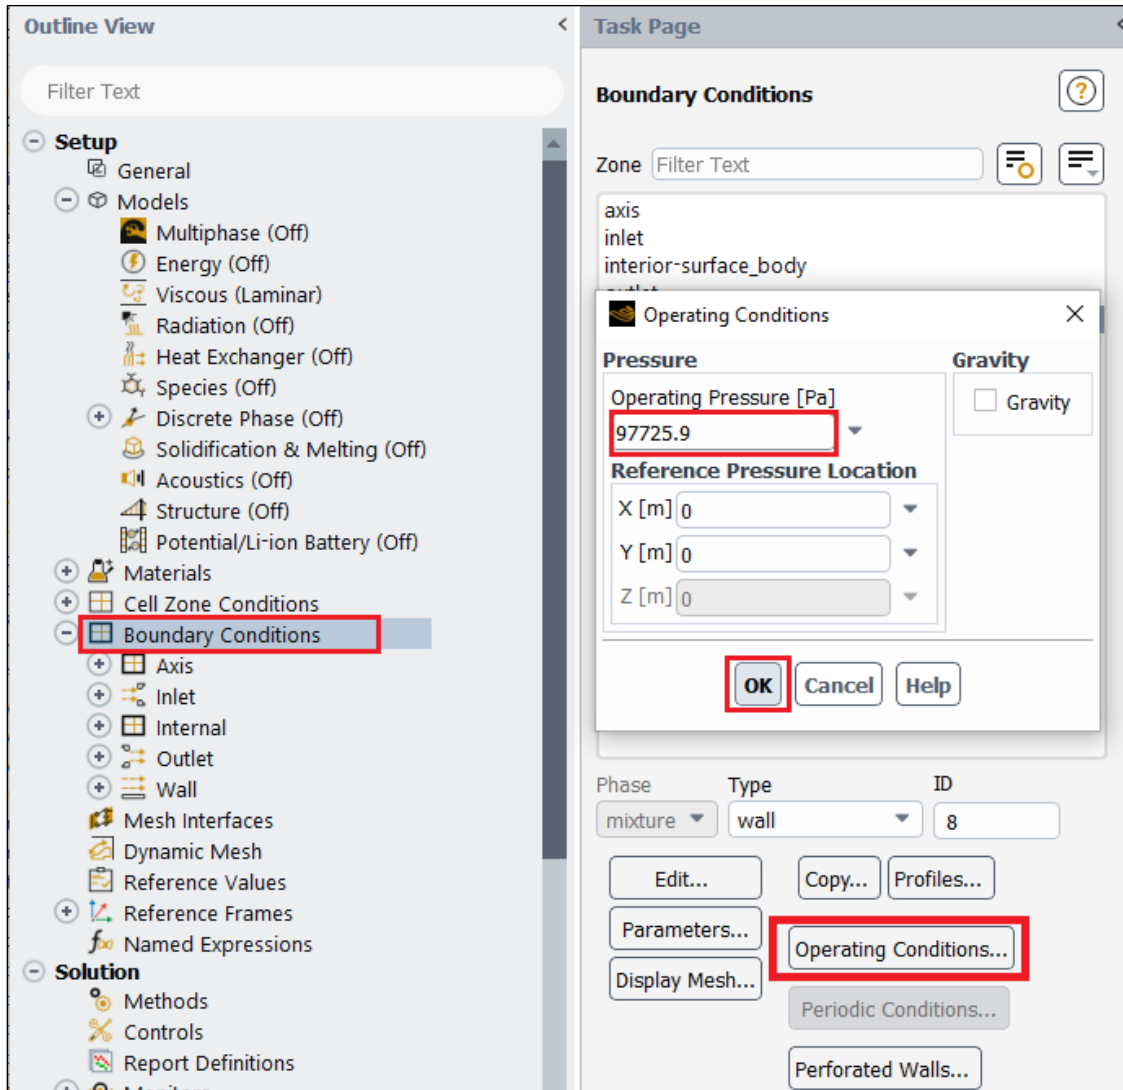 Outline View
Filter Text
Setup
General
Models
Multiphase (Off)
Energy (Off)
Viscous (Laminar)
Radiation (Off)
Heat Exchanger (Off)
Species (Off)
Discrete Phase (Off)
Solidification & Melting (Off)
Acoustics (Off)
Structure (Off)
Potential/Li-ion Battery (Off)
Materials
Cell Zone Conditions
Boundary Conditions
Axis
Inlet
Internal
Outlet
Wall
Mesh Interfaces
Dynamic Mesh
Reference Values
Reference Frames
Named Expressions
Solution
Methods
Controls
Report Definitions
Monitors
Task Page
Boundary Conditions
Zone Filter Text
axis
inlet
interior-surface_body
outlet
Operating Conditions
Pressure
Operating Pressure [Pa]
97725.9
Reference Pressure Location
X [m] 0
Y [m] 0
Z [m] 0
Gravity
Gravity
OK Cancel Help
Phase Type ID
mixture wall 8
Edit... Copy... Profiles...
Parameters... Operating Conditions...
Display Mesh... Periodic Conditions...
Perforated Walls...